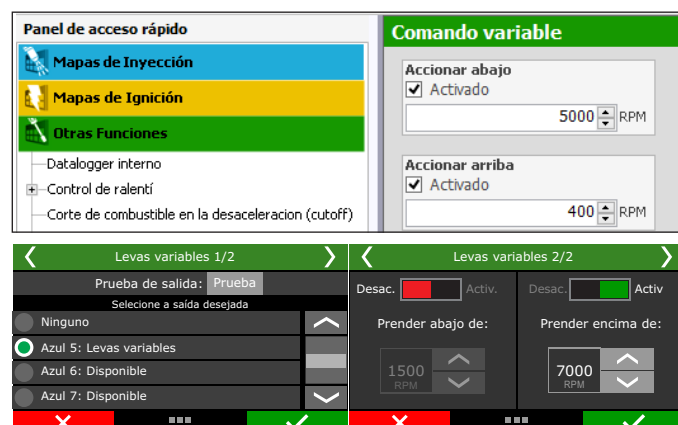 Panel de acceso rápido
Mapas de Inyección
Mapas de Ignición
Otras Funciones
Datalogger interno
Control de ralentí
Corte de combustible en la desaceleracion (cutoff)
Comando variable
Accionar abajo
Activado
5000 RPM
Accionar arriba
Activado
400 RPM
Levas variables 1/2
Prueba de salida: Prueba
Selecione a saída desejada
Ninguno
Azul 5: Levas variables
Azul 6: Disponible
Azul 7: Disponible
Levas variables 2/2
Desac. Activ. Desac. Activ
Prender abajo de: Prender encima de:
1500 7000
RPM RPM